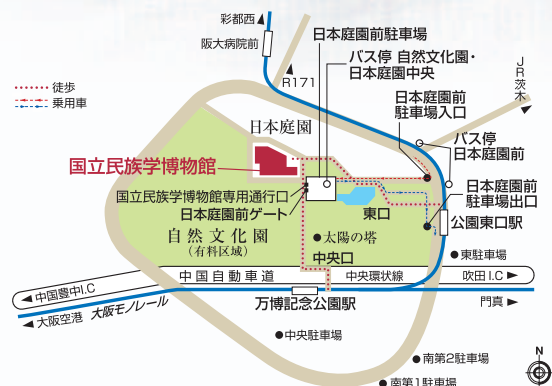 彩都西
阪大病院前
日本庭園前駐車場
バス停 自然文化園・
日本庭園中央
R171
JR茨木
徒歩
乗用車
日本庭園前
駐車場入口
日本庭園
バス停
日本庭園前
国立民族学博物館
国立民族学博物館専用通行口
日本庭園前ゲート
日本庭園前
駐車場出口
東口
公園東口駅
自然文化園
(有料区域)
太陽の塔
中央口
東駐車場
中国自動車道
中央環状線
吹田 I.C
中国豊中I.C
万博記念公園駅
門真
大阪空港
大阪モノレール
中央駐車場
南第2駐車場
南第1駐車場
N